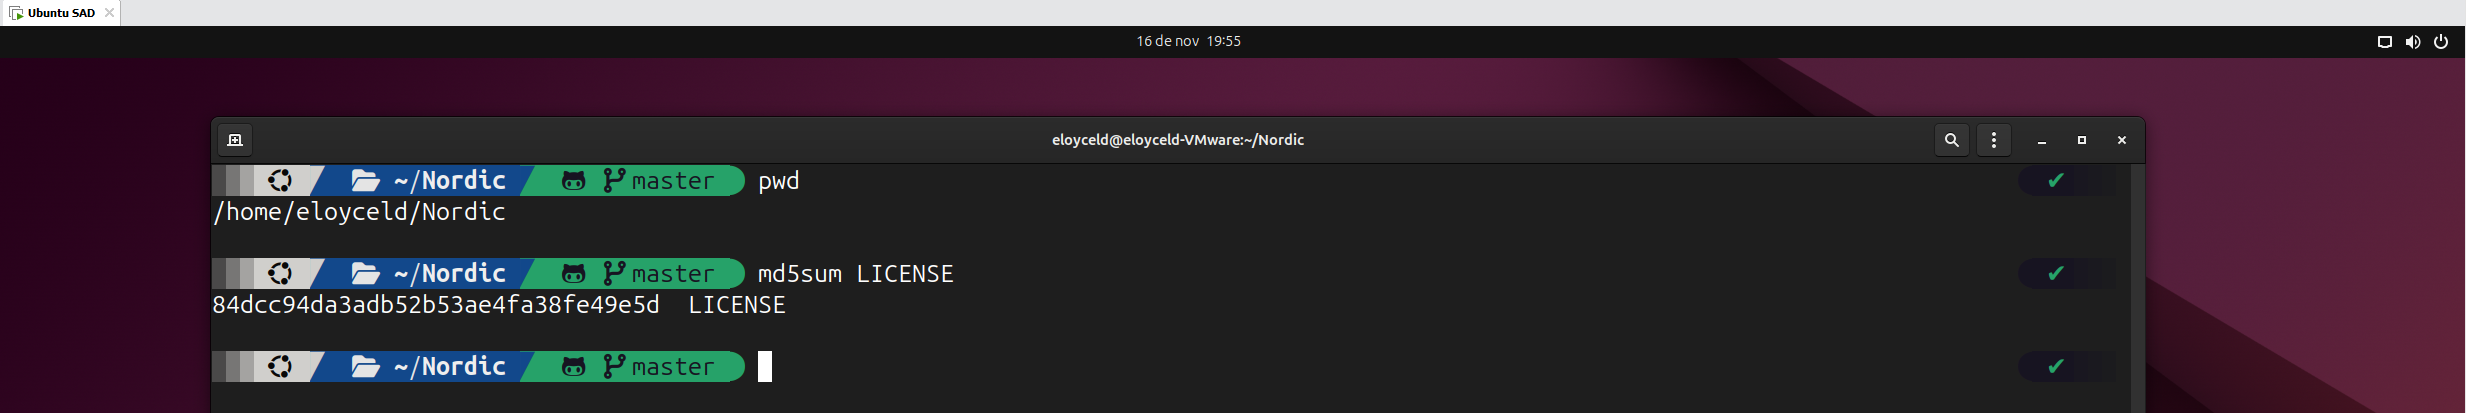 Ubuntu SAD
16 de nov 19:55
eloyceld@eloyceld-VMware:~/Nordic
~/Nordic master pwd
/home/eloyceld/Nordic
~/Nordic master md5sum LICENSE
84dcc94da3adb52b53ae4fa38fe49e5d  LICENSE
~/Nordic master